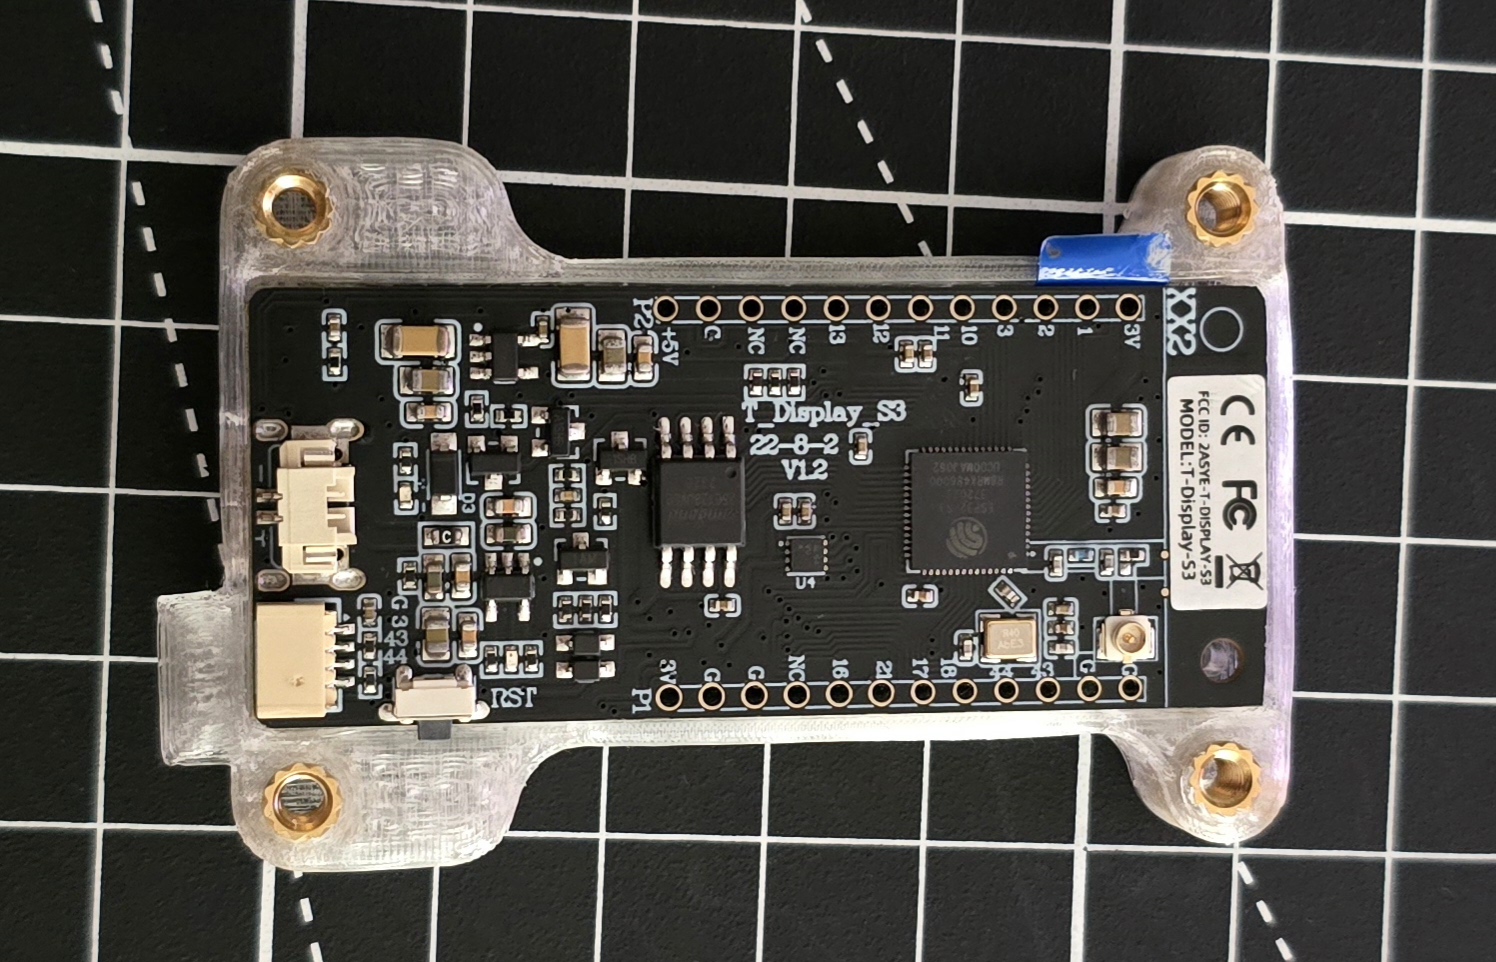 P2
+5V
G
NC
NC
13
12
11
10
3
2
1
3V
XX2
T_Display_S3
22-8-2
V1.2
D3
C
U4
G
3
43
44
RST
P1
3V
G
G
NC
16
21
17
18
G
G
CE FC
FCC ID: 2ASYE-T-DISPLAY-S3
MODEL:T-Display-S3